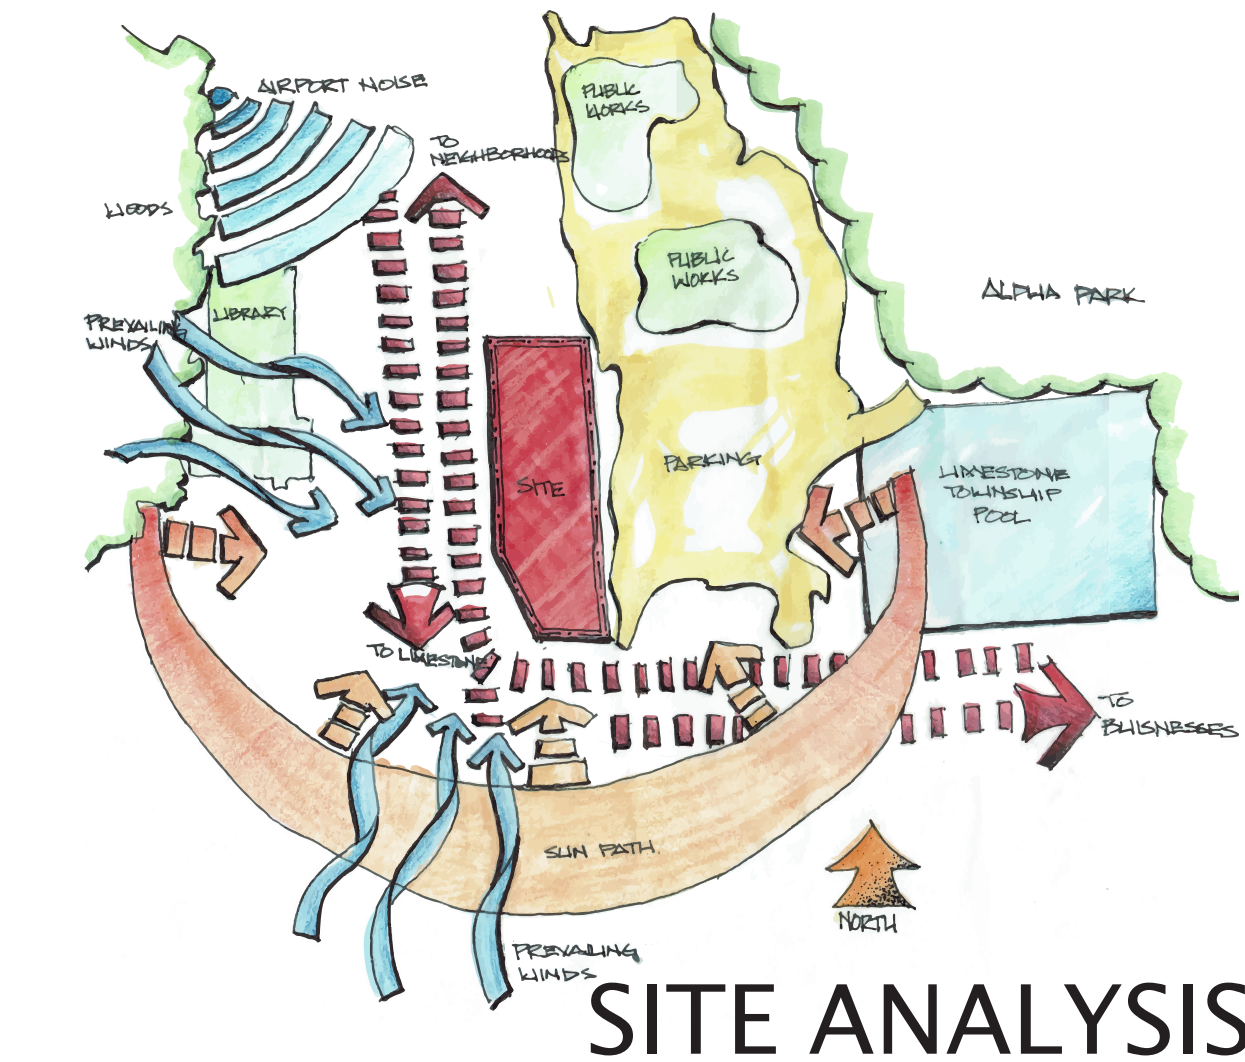 AIRPORT NOISE
PUBLIC
WORKS
TO
NEIGHBORHOODS
WOODS
PUBLIC
WORKS
ALPHA PARK
LIBRARY
PREVAILING
WINDS
PARKING
SITE
LIMESTONE
TOWNSHIP
POOL
TO LIMESTONE
TO
BUISNESSES
SUN PATH.
NORTH
PREVAILING
WINDS
SITE ANALYSIS